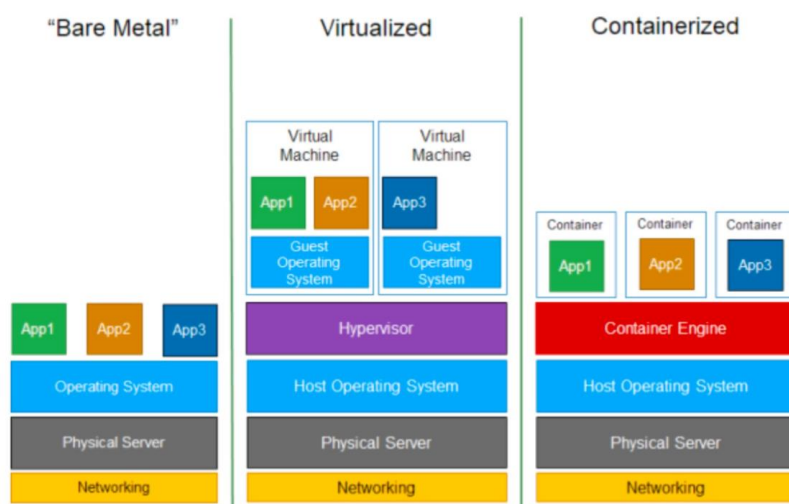 “Bare Metal”
App1 App2 App3
Operating System
Physical Server
Networking
Virtualized
Virtual
Machine
App1 App2
Guest
Operating
System
Virtual
Machine
App3
Guest
Operating
System
Hypervisor
Host Operating System
Physical Server
Networking
Containerized
Container
App1
Container
App2
Container
App3
Container Engine
Host Operating System
Physical Server
Networking